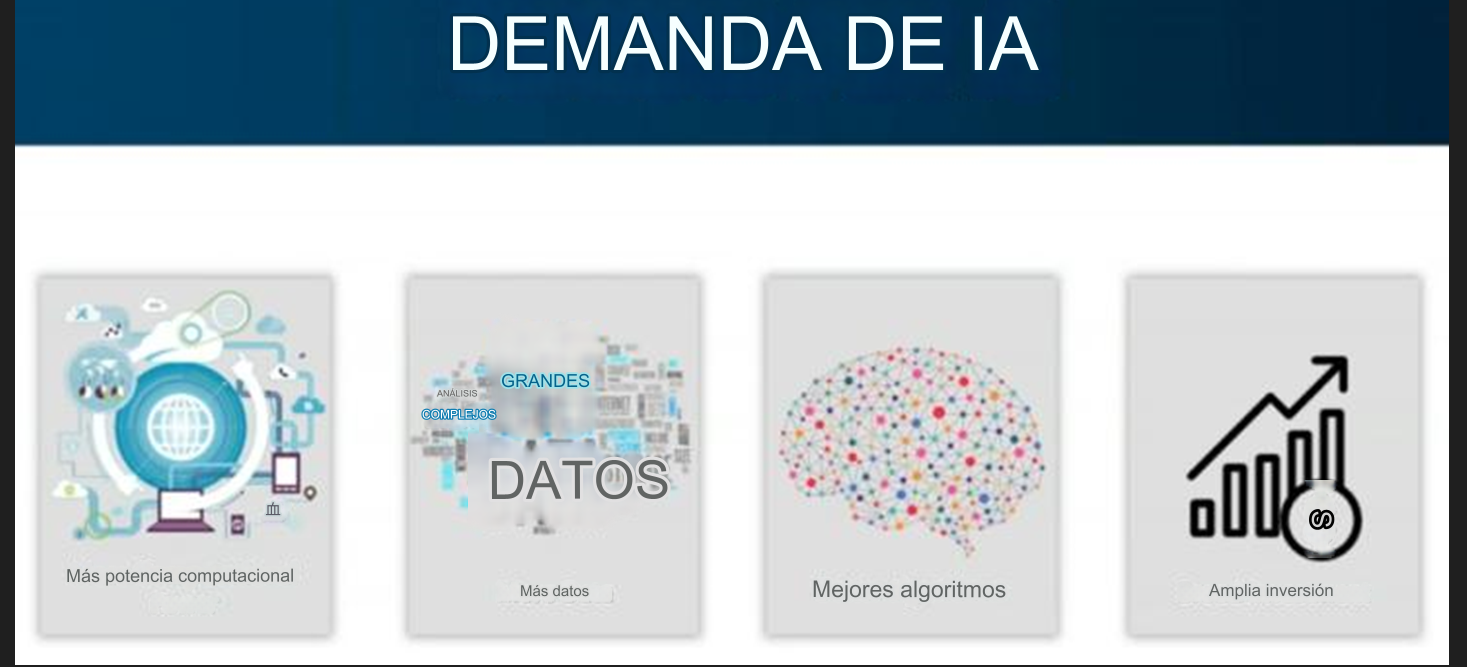 DEMANDA DE IA
GRANDES
ANÁLISIS
COMPLEJOS
DATOS
Más potencia computacional
Más datos
Mejores algoritmos
Amplia inversión